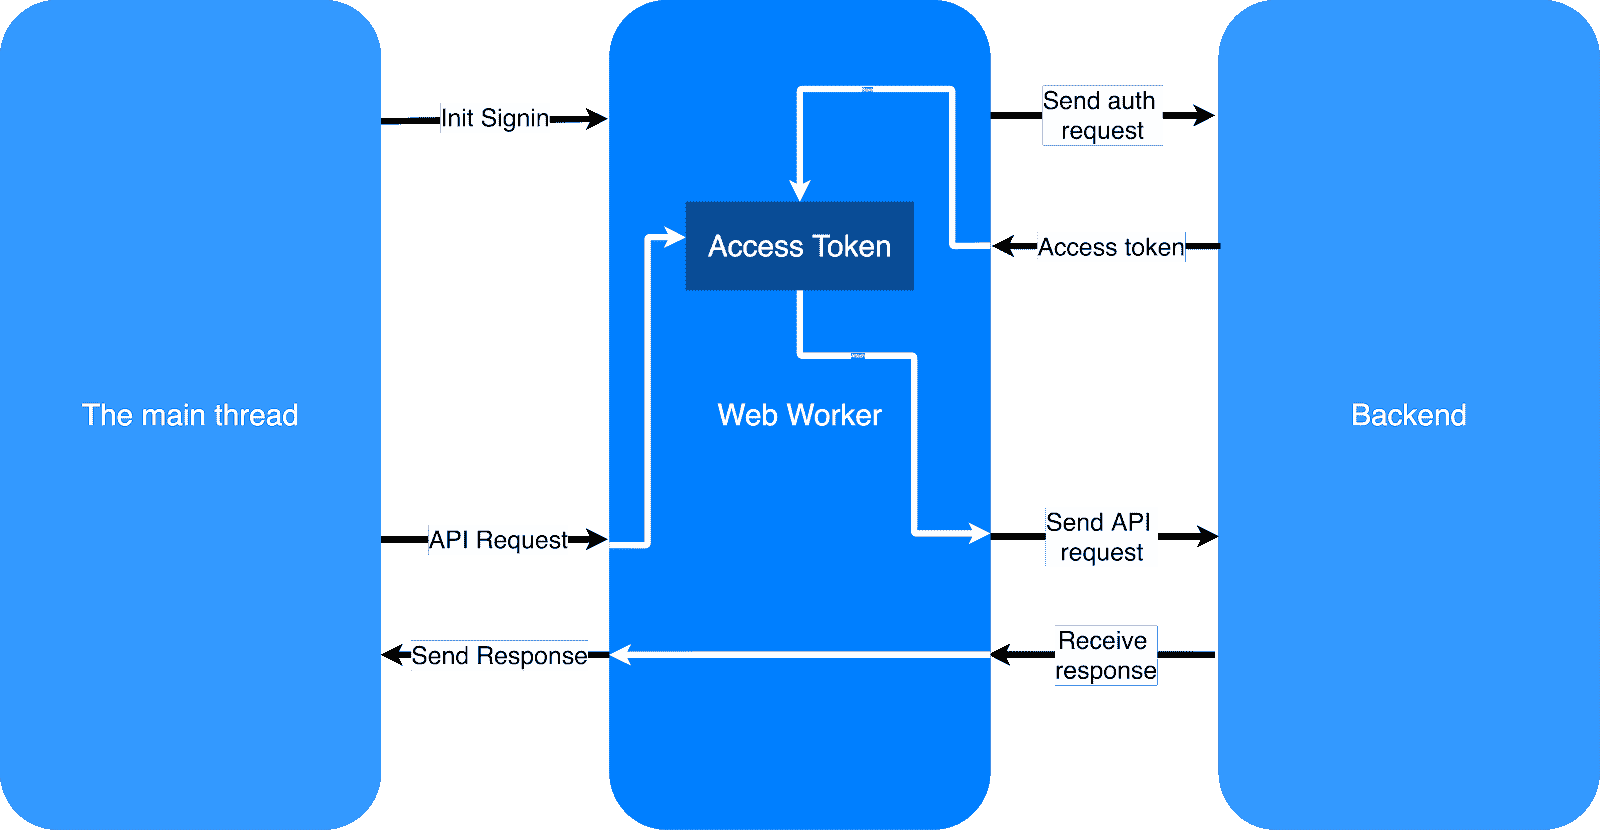 Init Signin
Send auth
request
Access Token
Access token
The main thread
Web Worker
Backend
API Request
Send API
request
Send Response
Receive
response